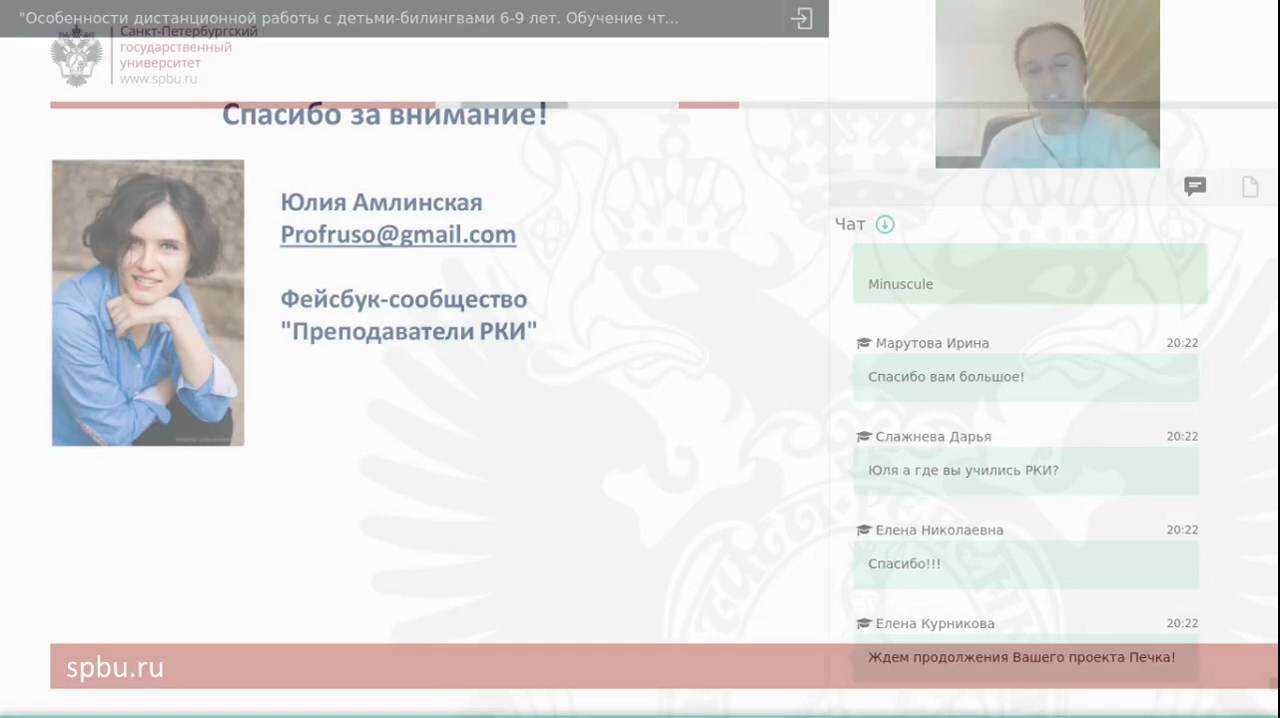 "Особенности дистанционной работы с детьми-билингвами 6-9 лет. Обучение чт...
Санкт-Петербургский
государственный
университет
www.spbu.ru
Спасибо за внимание!
Юлия Амлинская
Profruso@gmail.com
Фейсбук-сообщество
"Преподаватели РКИ"
spbu.ru
Чат
Minuscule
Марутова Ирина 20:22
Спасибо вам большое!
Слажнева Дарья 20:22
Юля а где вы учились РКИ?
Елена Николаевна 20:22
Спасибо!!!
Елена Курникова 20:22
Ждем продолжения Вашего проекта Печка!